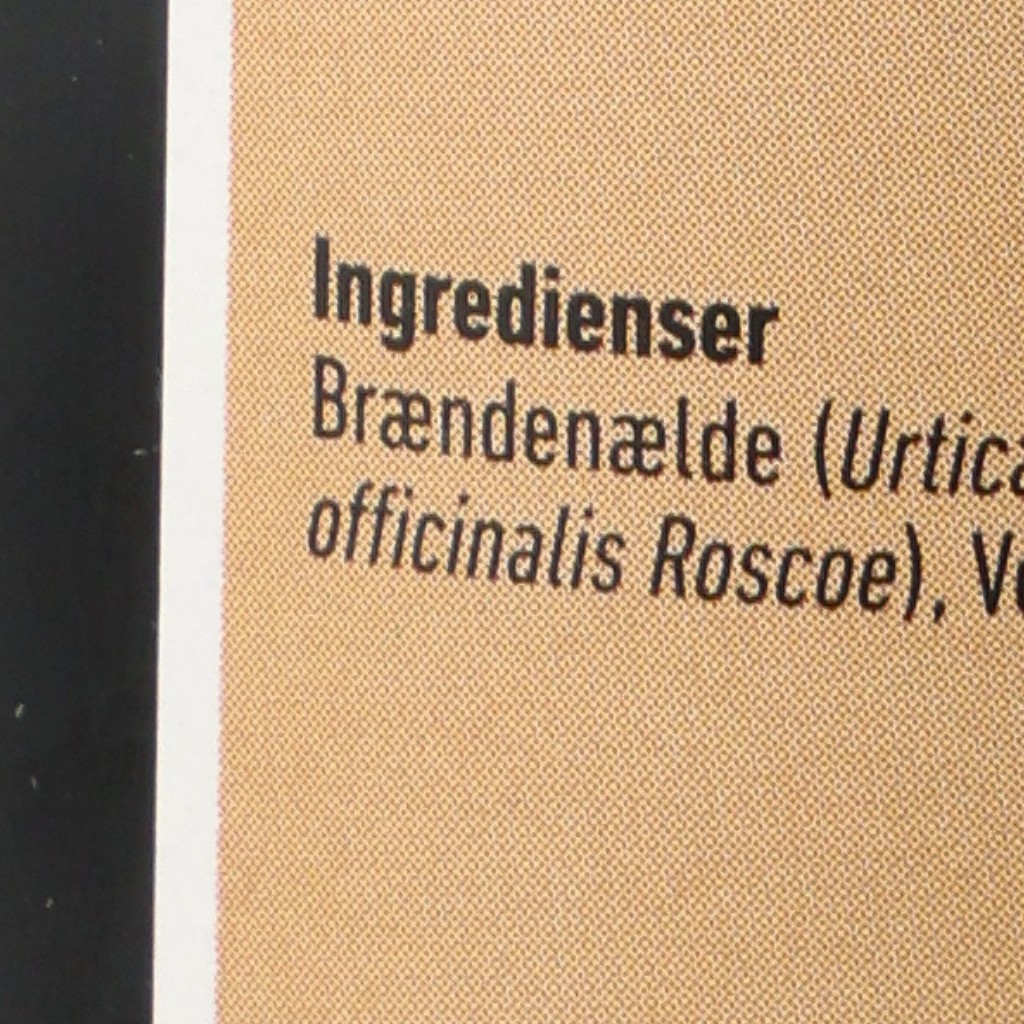 Ingredienser
Brændenælde (Urtica
officinalis Roscoe),